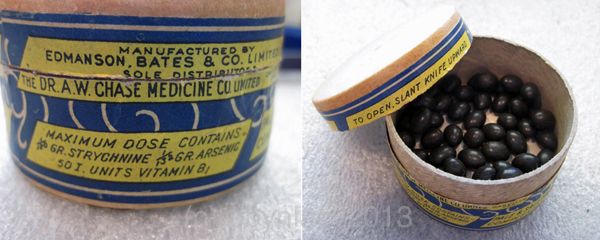 MANUFACTURED BY
EDMANSON, BATES & CO. LIMITED
SOLE DISTRIBUTORS
THE DR. A.W. CHASE MEDICINE CO. LIMITED
MAXIMUM DOSE CONTAINS
GR. STRYCHNINE GR. ARSENIC
50 I. UNITS VITAMIN B1
TO OPEN, SLANT KNIFE UPWARD